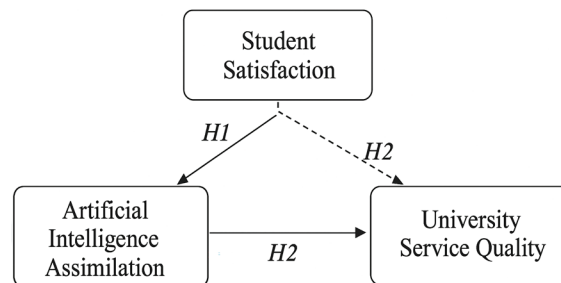 Student
Satisfaction
H1
H2
Artificial
Intelligence
Assimilation
H2
University
Service Quality